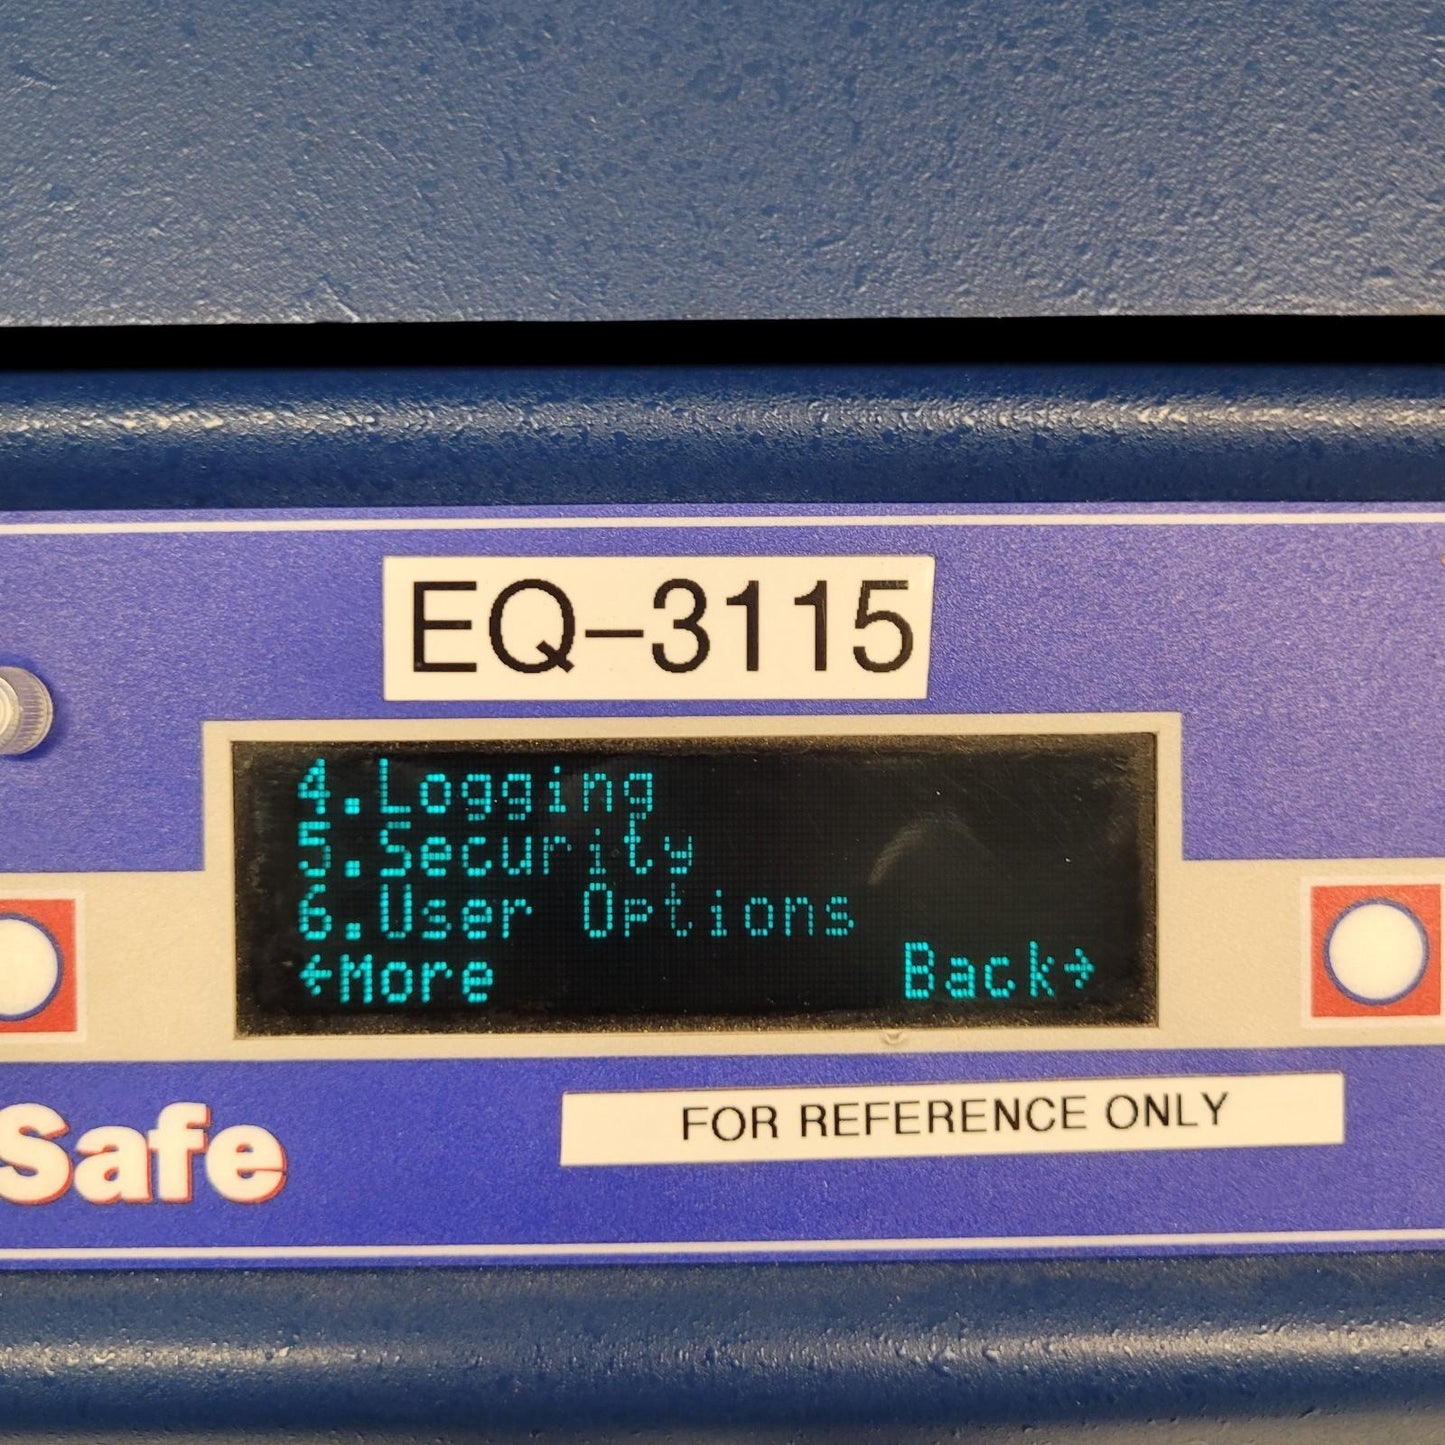 EQ-3115
4.Logging
5.Security
6.User Options
←More Back→
Safe
FOR REFERENCE ONLY